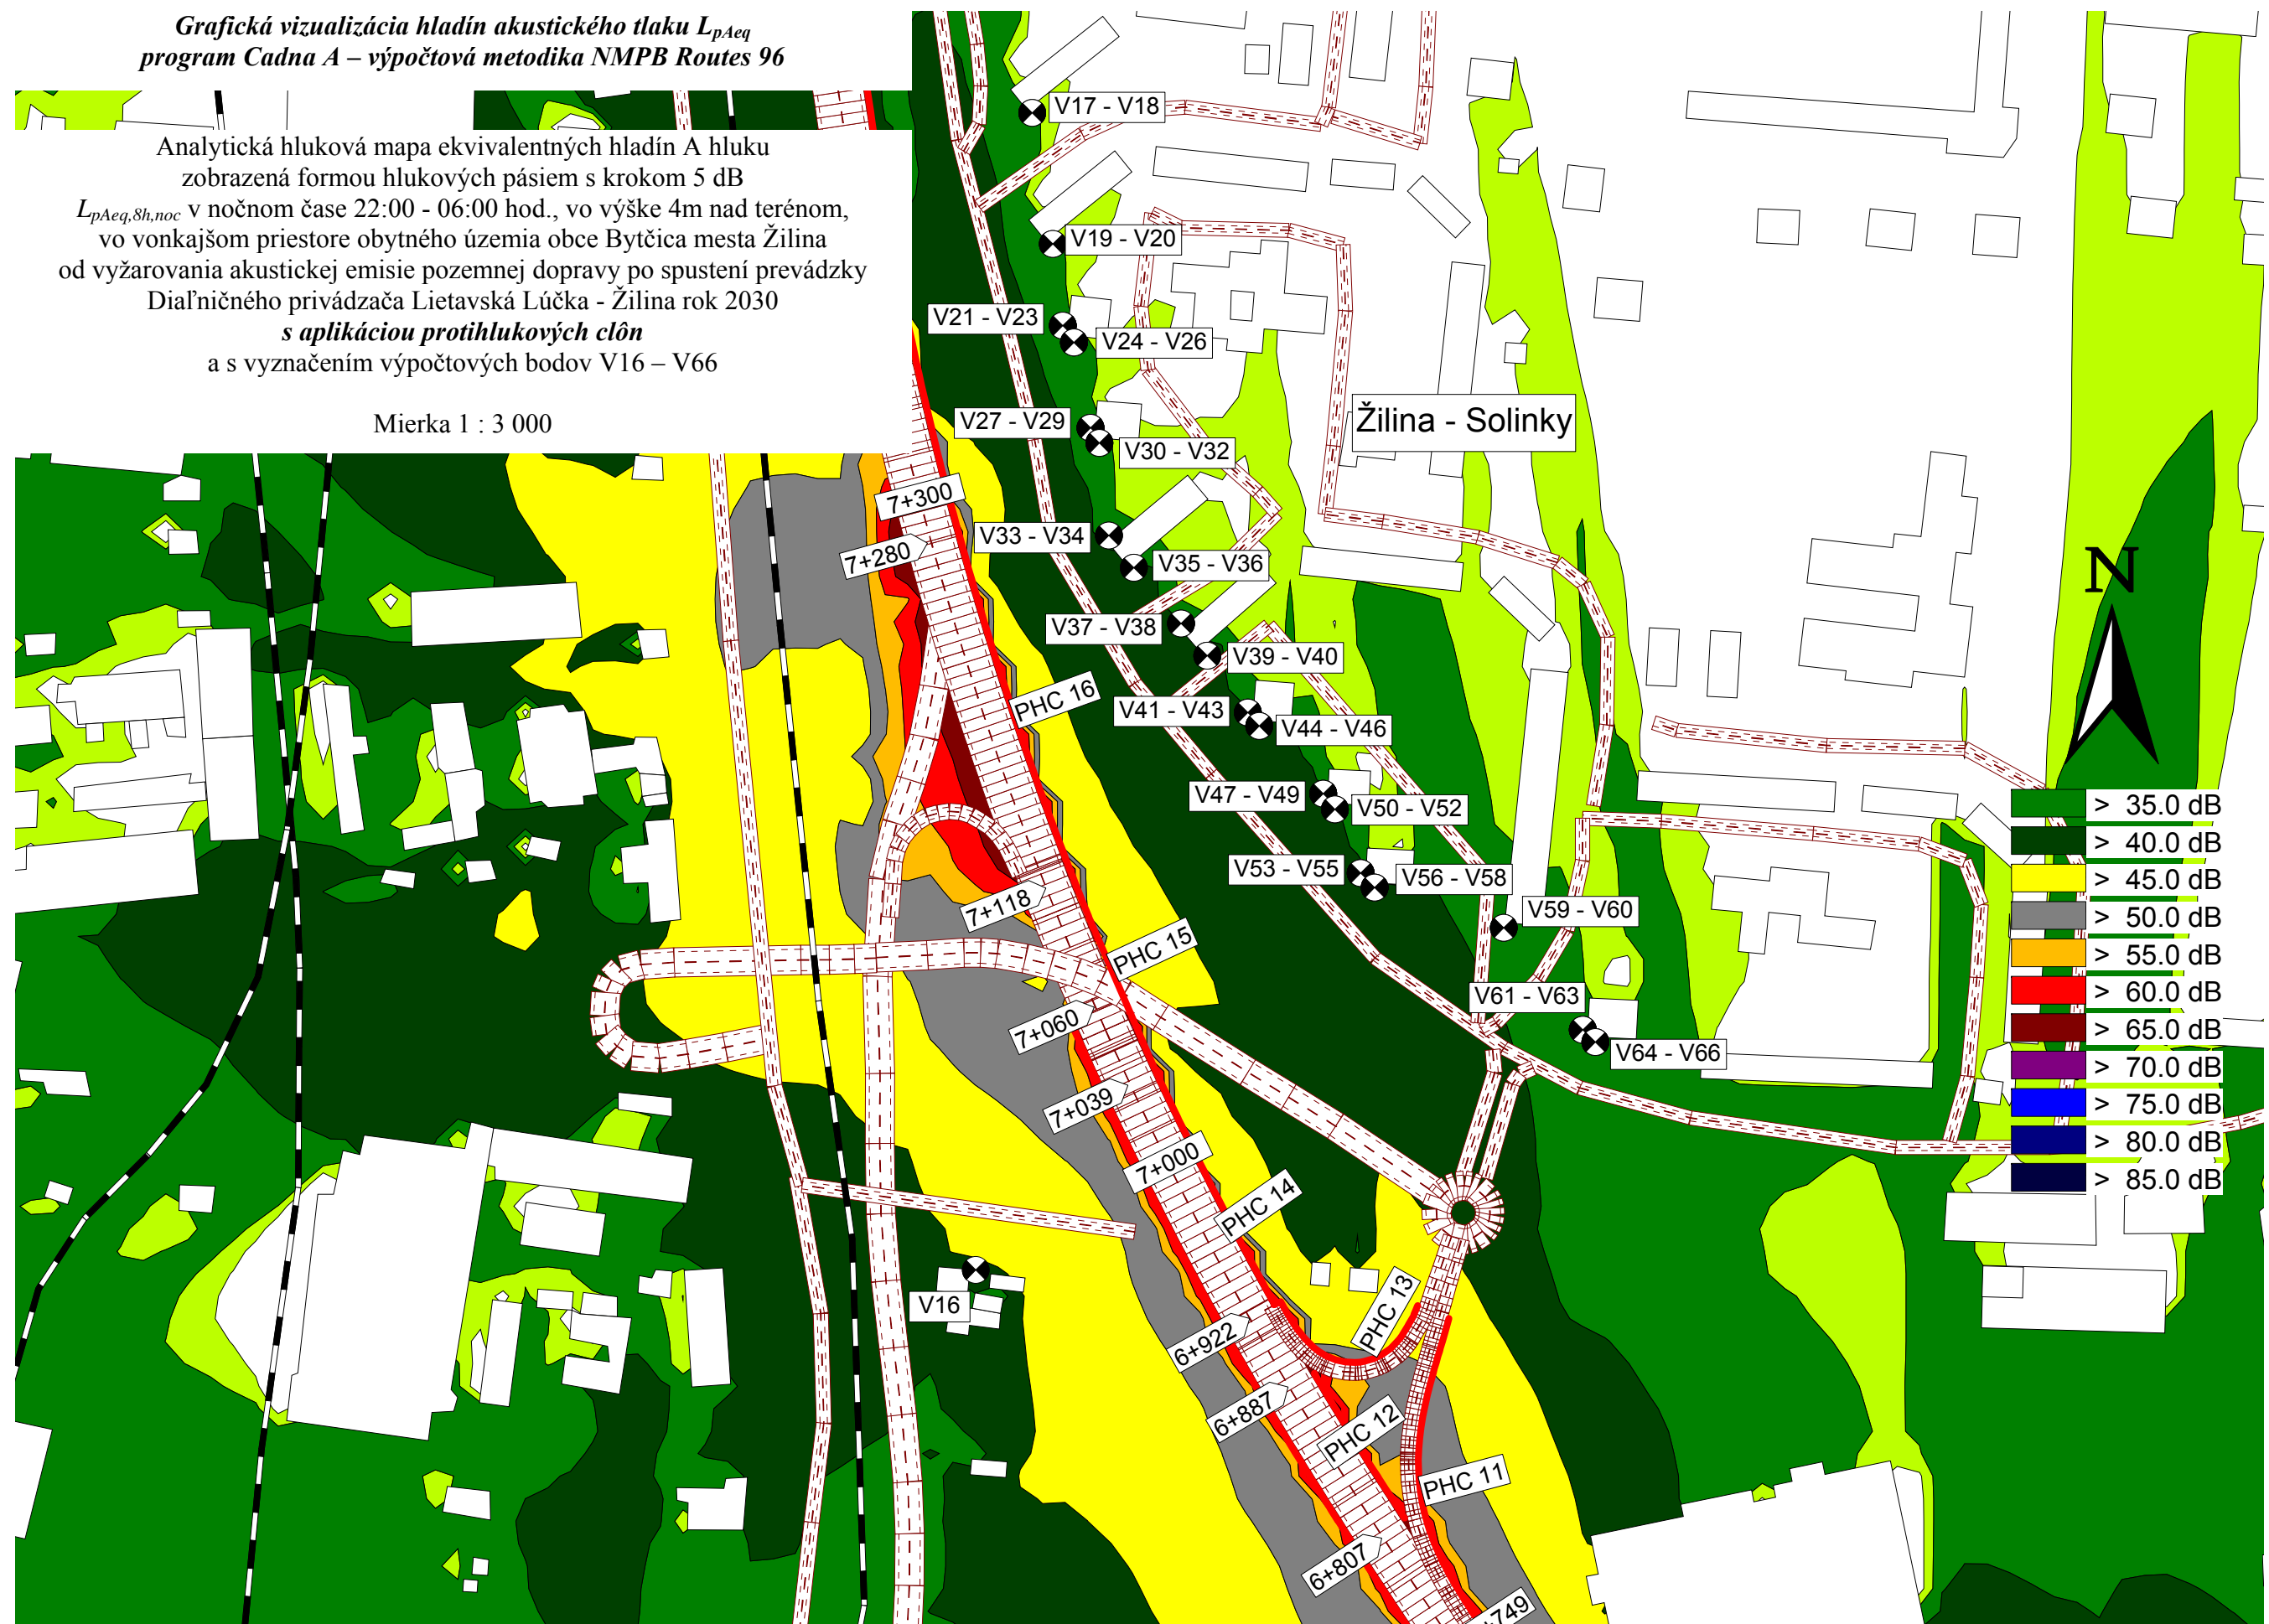 Grafická vizualizácia hladín akustického tlaku LpAeq
program Cadna A – výpočtová metodika NMPB Routes 96
Analytická hluková mapa ekvivalentných hladín A hluku
zobrazená formou hlukových pásiem s krokom 5 dB
LpAeq,8h,noc v nočnom čase 22:00 - 06:00 hod., vo výške 4m nad terénom,
vo vonkajšom priestore obytného územia obce Bytčica mesta Žilina
od vyžarovania akustickej emisie pozemnej dopravy po spustení prevádzky
Diaľničného privádzača Lietavská Lúčka - Žilina rok 2030
s aplikáciou protihlukových clôn
a s vyznačením výpočtových bodov V16 – V66
Mierka 1 : 3 000
V17 - V18
V19 - V20
V21 - V23
V24 - V26
V27 - V29
V30 - V32
Žilina - Solinky
7+300
V33 - V34
7+280
V35 - V36
N
V37 - V38
V39 - V40
PHC 16
V41 - V43
V44 - V46
V47 - V49
V50 - V52
V53 - V55
V56 - V58
7+118
V59 - V60
PHC 15
V61 - V63
7+060
V64 - V66
7+039
7+000
PHC 14
V16
PHC 13
6+922
6+887
PHC 12
PHC 11
6+807
> 35.0 dB
> 40.0 dB
> 45.0 dB
> 50.0 dB
> 55.0 dB
> 60.0 dB
> 65.0 dB
> 70.0 dB
> 75.0 dB
> 80.0 dB
> 85.0 dB